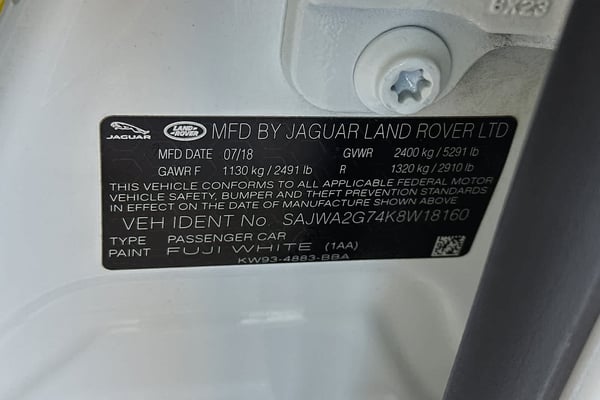 BX23
JAGUAR LAND ROVER MFD BY JAGUAR LAND ROVER LTD
MFD DATE 07/18 GVWR 2400 kg / 5291 lb
GAWR F 1130 kg / 2491 lb R 1320 kg / 2910 lb
THIS VEHICLE CONFORMS TO ALL APPLICABLE FEDERAL MOTOR
VEHICLE SAFETY, BUMPER, AND THEFT PREVENTION STANDARDS
IN EFFECT ON THE DATE OF MANUFACTURE SHOWN ABOVE
VEH IDENT No. SAJWA2G74K8W18160
TYPE PASSENGER CAR
PAINT FUJI WHITE (1AA)
KW93-4883-BBA